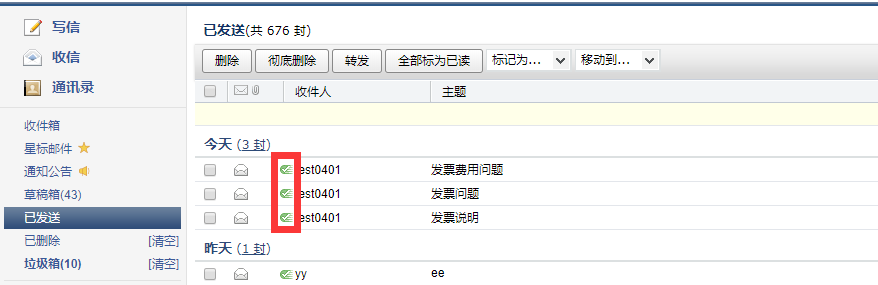 写信
收信
通讯录
收件箱
星标邮件
通知公告
草稿箱(43)
已发送
已删除 [清空]
垃圾箱(10) [清空]
已发送(共 676 封)
删除 彻底删除 转发 全部标为已读 标记为... 移动到...
收件人 主题
今天 (3 封)
est0401 发票费用问题
est0401 发票问题
est0401 发票说明
昨天 (1 封)
yy ee